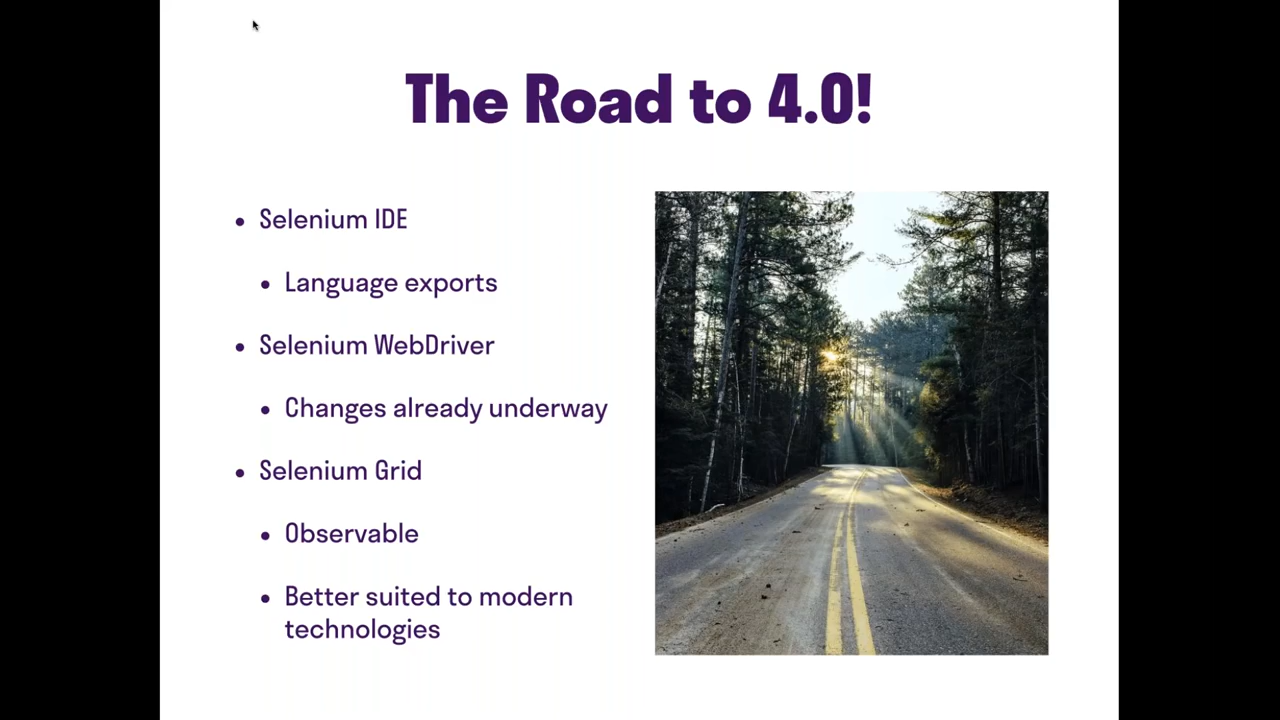 The Road to 4.0!
• Selenium IDE
• Language exports
• Selenium WebDriver
• Changes already underway
• Selenium Grid
• Observable
• Better suited to modern
technologies